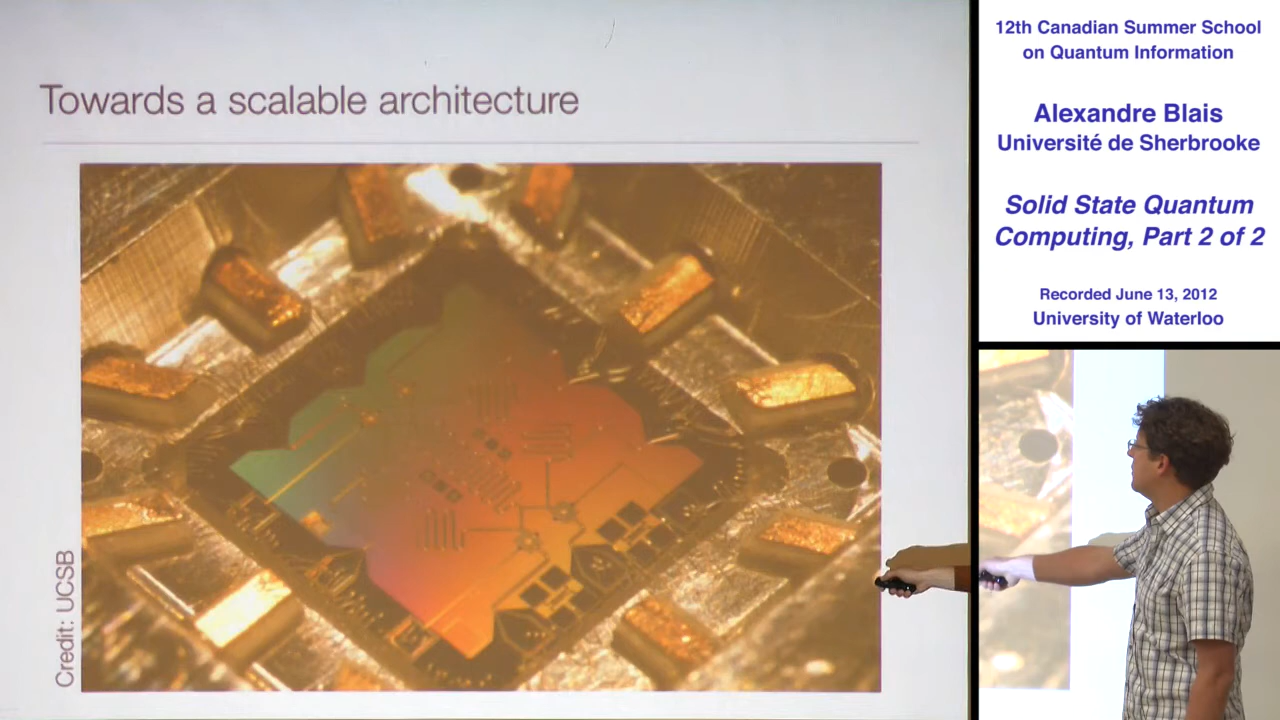 Towards a scalable architecture
Credit: UCSB
12th Canadian Summer School
on Quantum Information
Alexandre Blais
Université de Sherbrooke
Solid State Quantum
Computing, Part 2 of 2
Recorded June 13, 2012
University of Waterloo